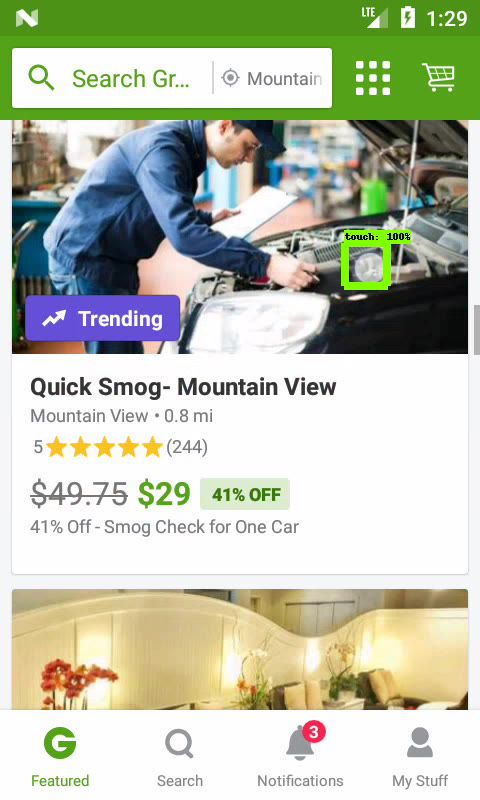 LTE 1:29
Search Gr... Mountain
touch: 100%
Trending
Quick Smog- Mountain View
Mountain View • 0.8 mi
5 (244)
$49.75 $29 41% OFF
41% Off - Smog Check for One Car
3
Featured Search Notifications My Stuff